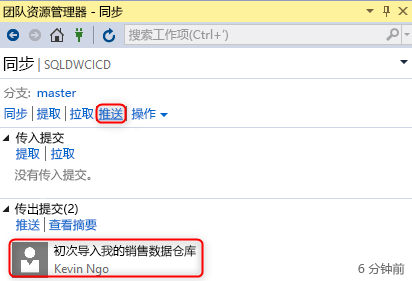 团队资源管理器 - 同步
搜索工作项(Ctrl+')
同步 | SQLDWCICD
分支: master
同步 | 提取 | 拉取 | 推送 | 操作
传入提交
提取 | 拉取
没有传入提交。
传出提交(2)
推送 | 查看摘要
初次导入我的销售数据仓库
Kevin Ngo 6 分钟前